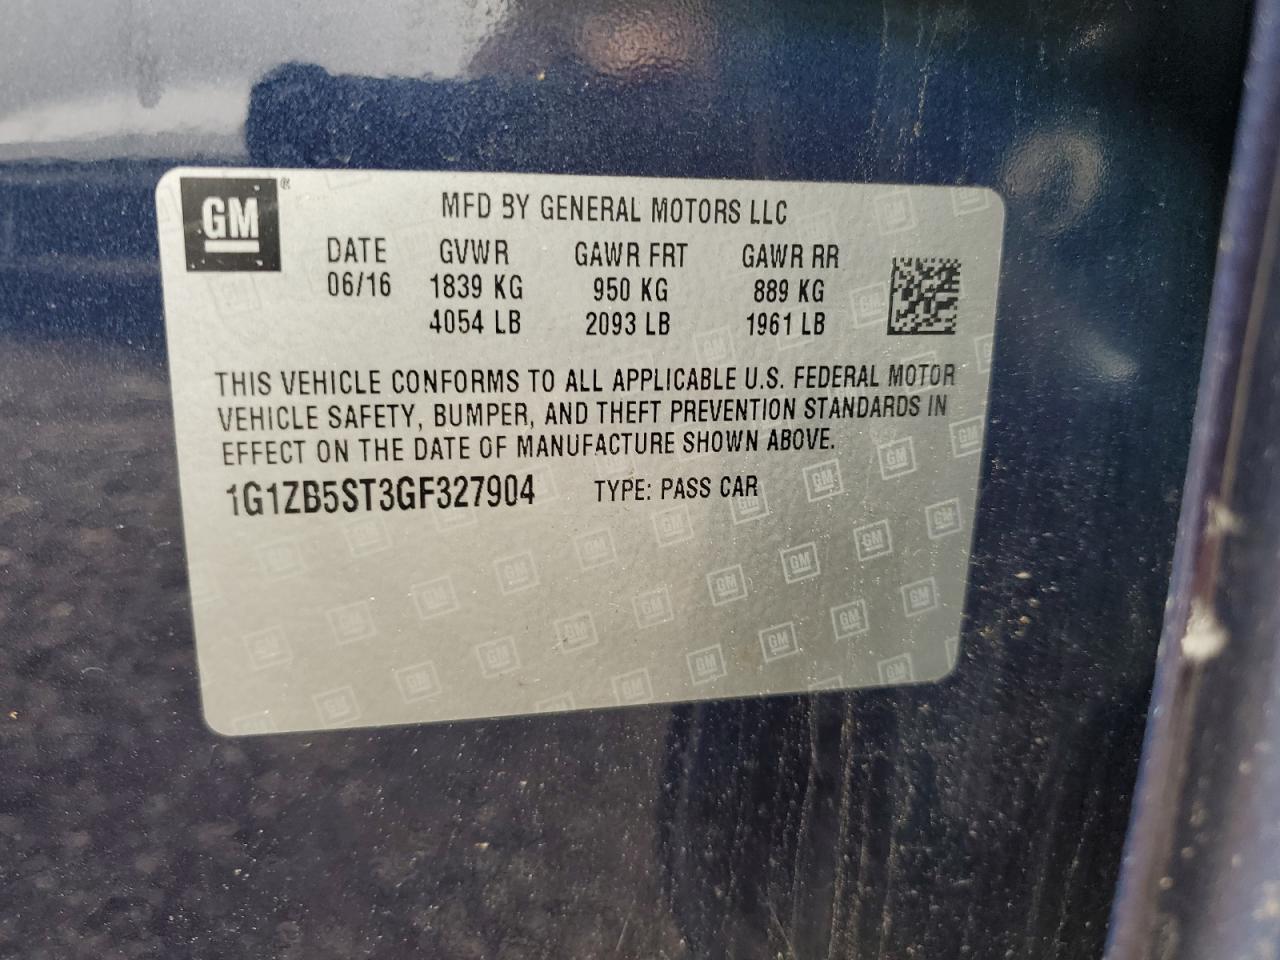 GM
MFD BY GENERAL MOTORS LLC
DATE GVWR GAWR FRT GAWR RR
06/16 1839 KG 950 KG 889 KG
4054 LB 2093 LB 1961 LB
THIS VEHICLE CONFORMS TO ALL APPLICABLE U.S. FEDERAL MOTOR
VEHICLE SAFETY, BUMPER, AND THEFT PREVENTION STANDARDS IN
EFFECT ON THE DATE OF MANUFACTURE SHOWN ABOVE.
1G1ZB5ST3GF327904 TYPE: PASS CAR